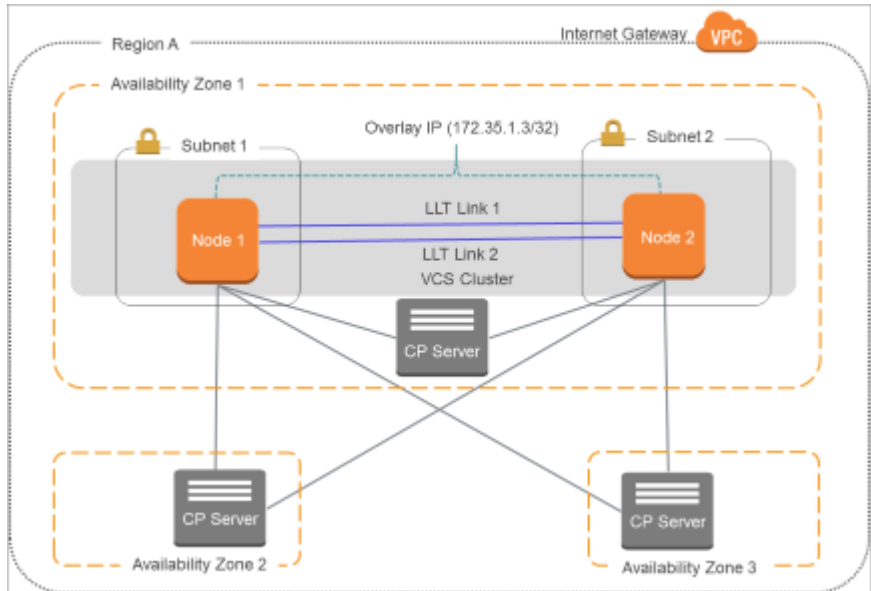 Internet Gateway
VPC
Region A
Availability Zone 1
Overlay IP (172.35.1.3/32)
Subnet 1
Subnet 2
LLT Link 1
Node 1
Node 2
LLT Link 2
VCS Cluster
CP Server
CP Server
CP Server
Availability Zone 2
Availability Zone 3